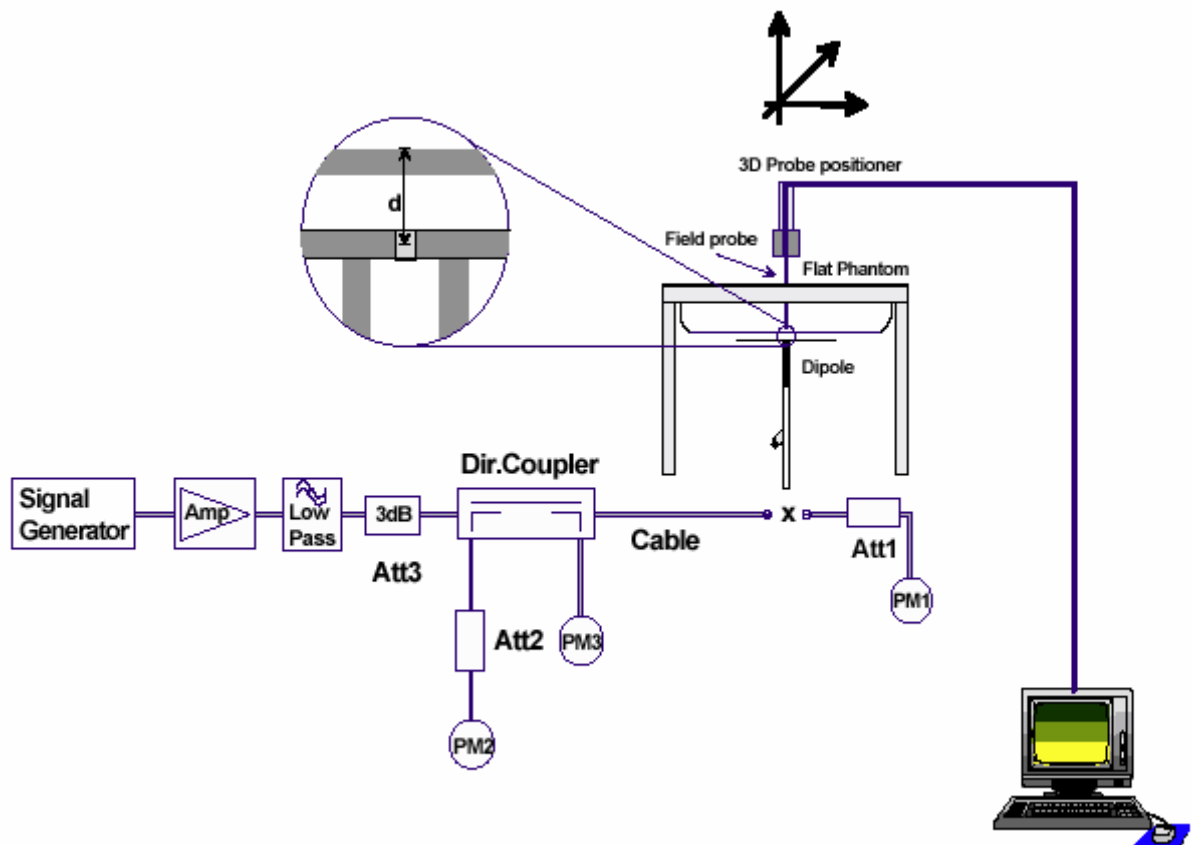 3D Probe positioner
d
Field probe
Flat Phantom
Dipole
Dir.Coupler
Signal
Generator
Amp
Low
Pass
3dB
Att3
Cable
x
Att1
PM1
Att2
PM3
PM2